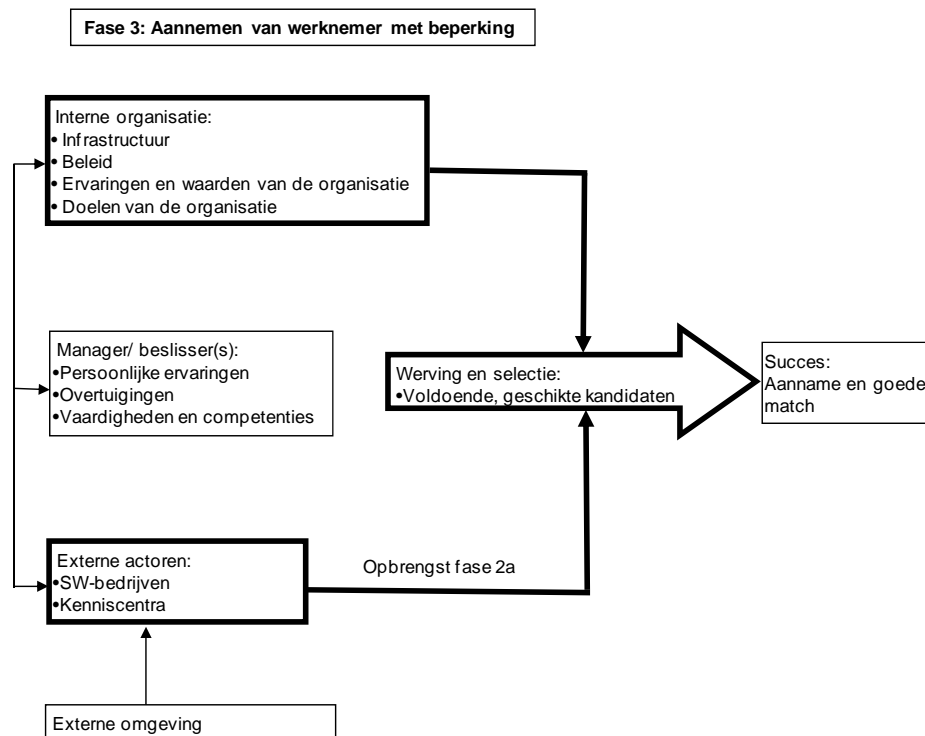 Fase 3: Aannemen van werknemer met beperking
Interne organisatie:
• Infrastructuur
• Beleid
• Ervaringen en waarden van de organisatie
• Doelen van de organisatie
Manager/ beslisser(s):
•Persoonlijke ervaringen
•Overtuigingen
•Vaardigheden en competenties
Werving en selectie:
•Voldoende, geschikte kandidaten
Succes:
Aanname en goede
match
Externe actoren:
•SW-bedrijven
•Kenniscentra
Opbrengst fase 2a
Externe omgeving